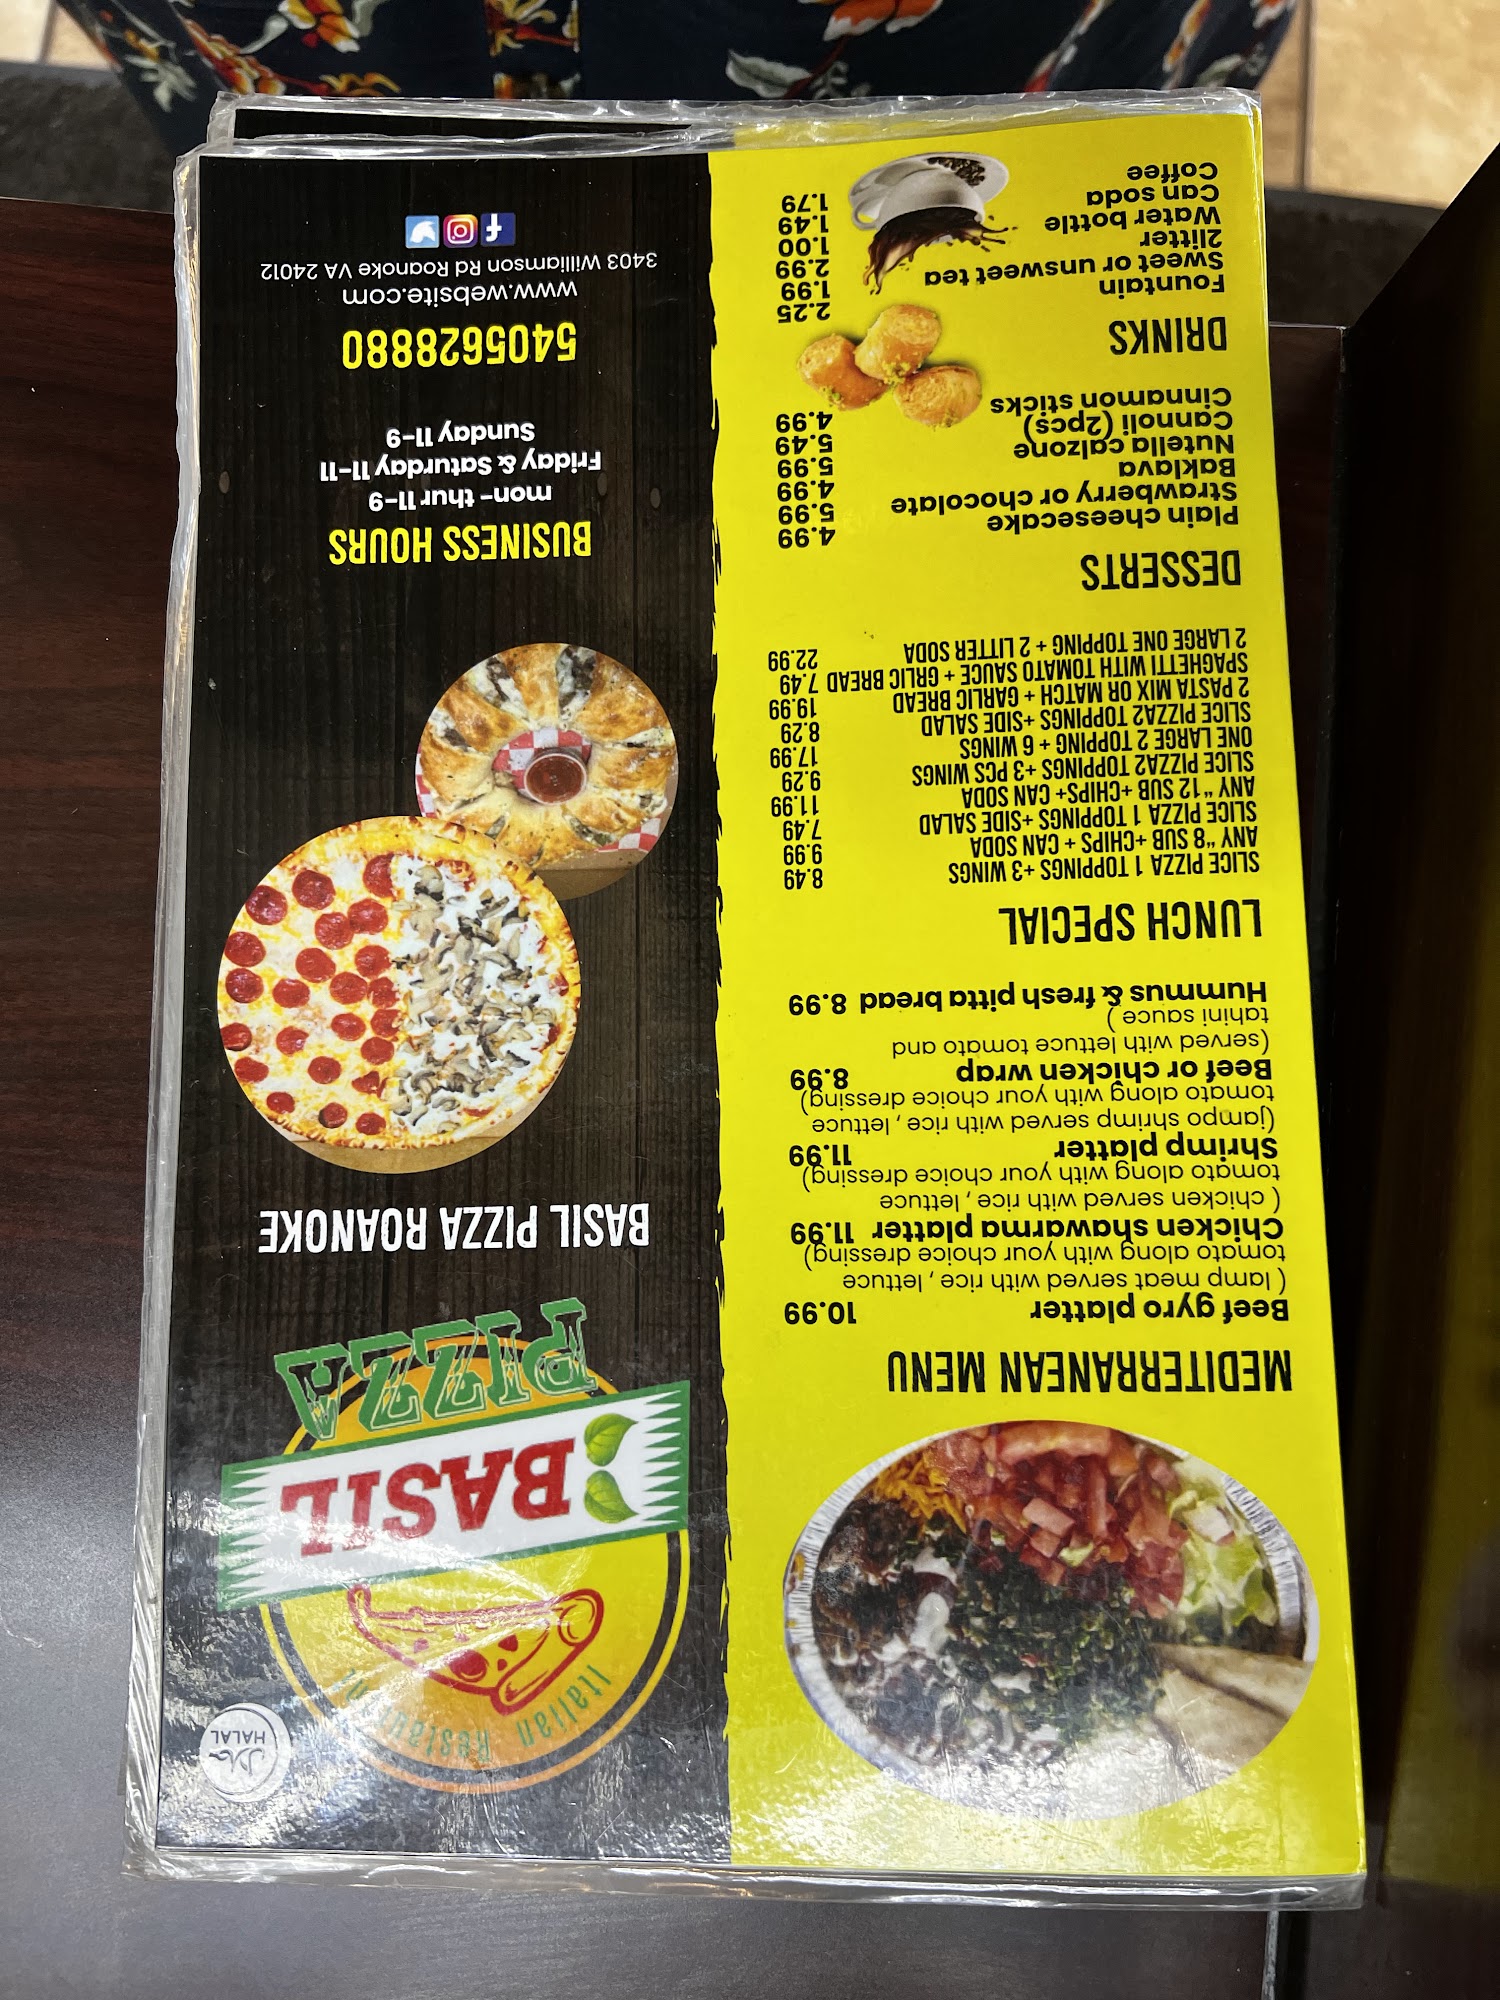 MEDITERRANEAN MENU
Beef gyro platter 10.99
( lamp meat served with rice , lettuce
tomato along with your choice dressing)
Chicken shawarma platter 11.99
( chicken served with rice , lettuce
tomato along with your choice dressing)
Shrimp platter 11.99
(jampo shrimp served with rice , lettuce
tomato along with your choice dressing)
Beef or chicken wrap 8.99
(served with lettuce tomato and
tahini sauce )
Hummus & fresh pitta bread 8.99
LUNCH SPECIAL
SLICE PIZZA 1 TOPPINGS +3 WINGS 8.49
ANY "8 SUB +CHIPS + CAN SODA 9.99
SLICE PIZZA 1 TOPPINGS +SIDE SALAD 7.49
ANY "12 SUB +CHIPS+ CAN SODA 11.99
SLICE PIZZA2 TOPPINGS +3 PCS WINGS 9.29
ONE LARGE 2 TOPPING + 6 WINGS 17.99
SLICE PIZZA2 TOPPINGS +SIDE SALAD 8.29
2 PASTA MIX OR MATCH + GARLIC BREAD 19.99
SPAGHETTI WITH TOMATO SAUCE + GRLIC BREAD 7.49
2 LARGE ONE TOPPING + 2 LITTER SODA 22.99
DESSERTS
Plain cheesecake 4.99
Strawberry or chocolate 5.99
Baklava 4.99
Nutella calzone 5.99
Cannoli (2pcs) 5.49
Cinnamon sticks 4.99
DRINKS
Fountain 2.25
Sweet or unsweet tea 1.99
2litter 2.99
Water bottle 1.00
Can soda 1.49
Coffee 1.79
HALAL
Italian
BASIL
PIZZA
BASIL PIZZA ROANOKE
BUSINESS HOURS
mon- thur 11-9
Friday & Saturday 11-11
Sunday 11-9
5405628880
www.website.com
3403 Williamson Rd Roanoke VA 24012